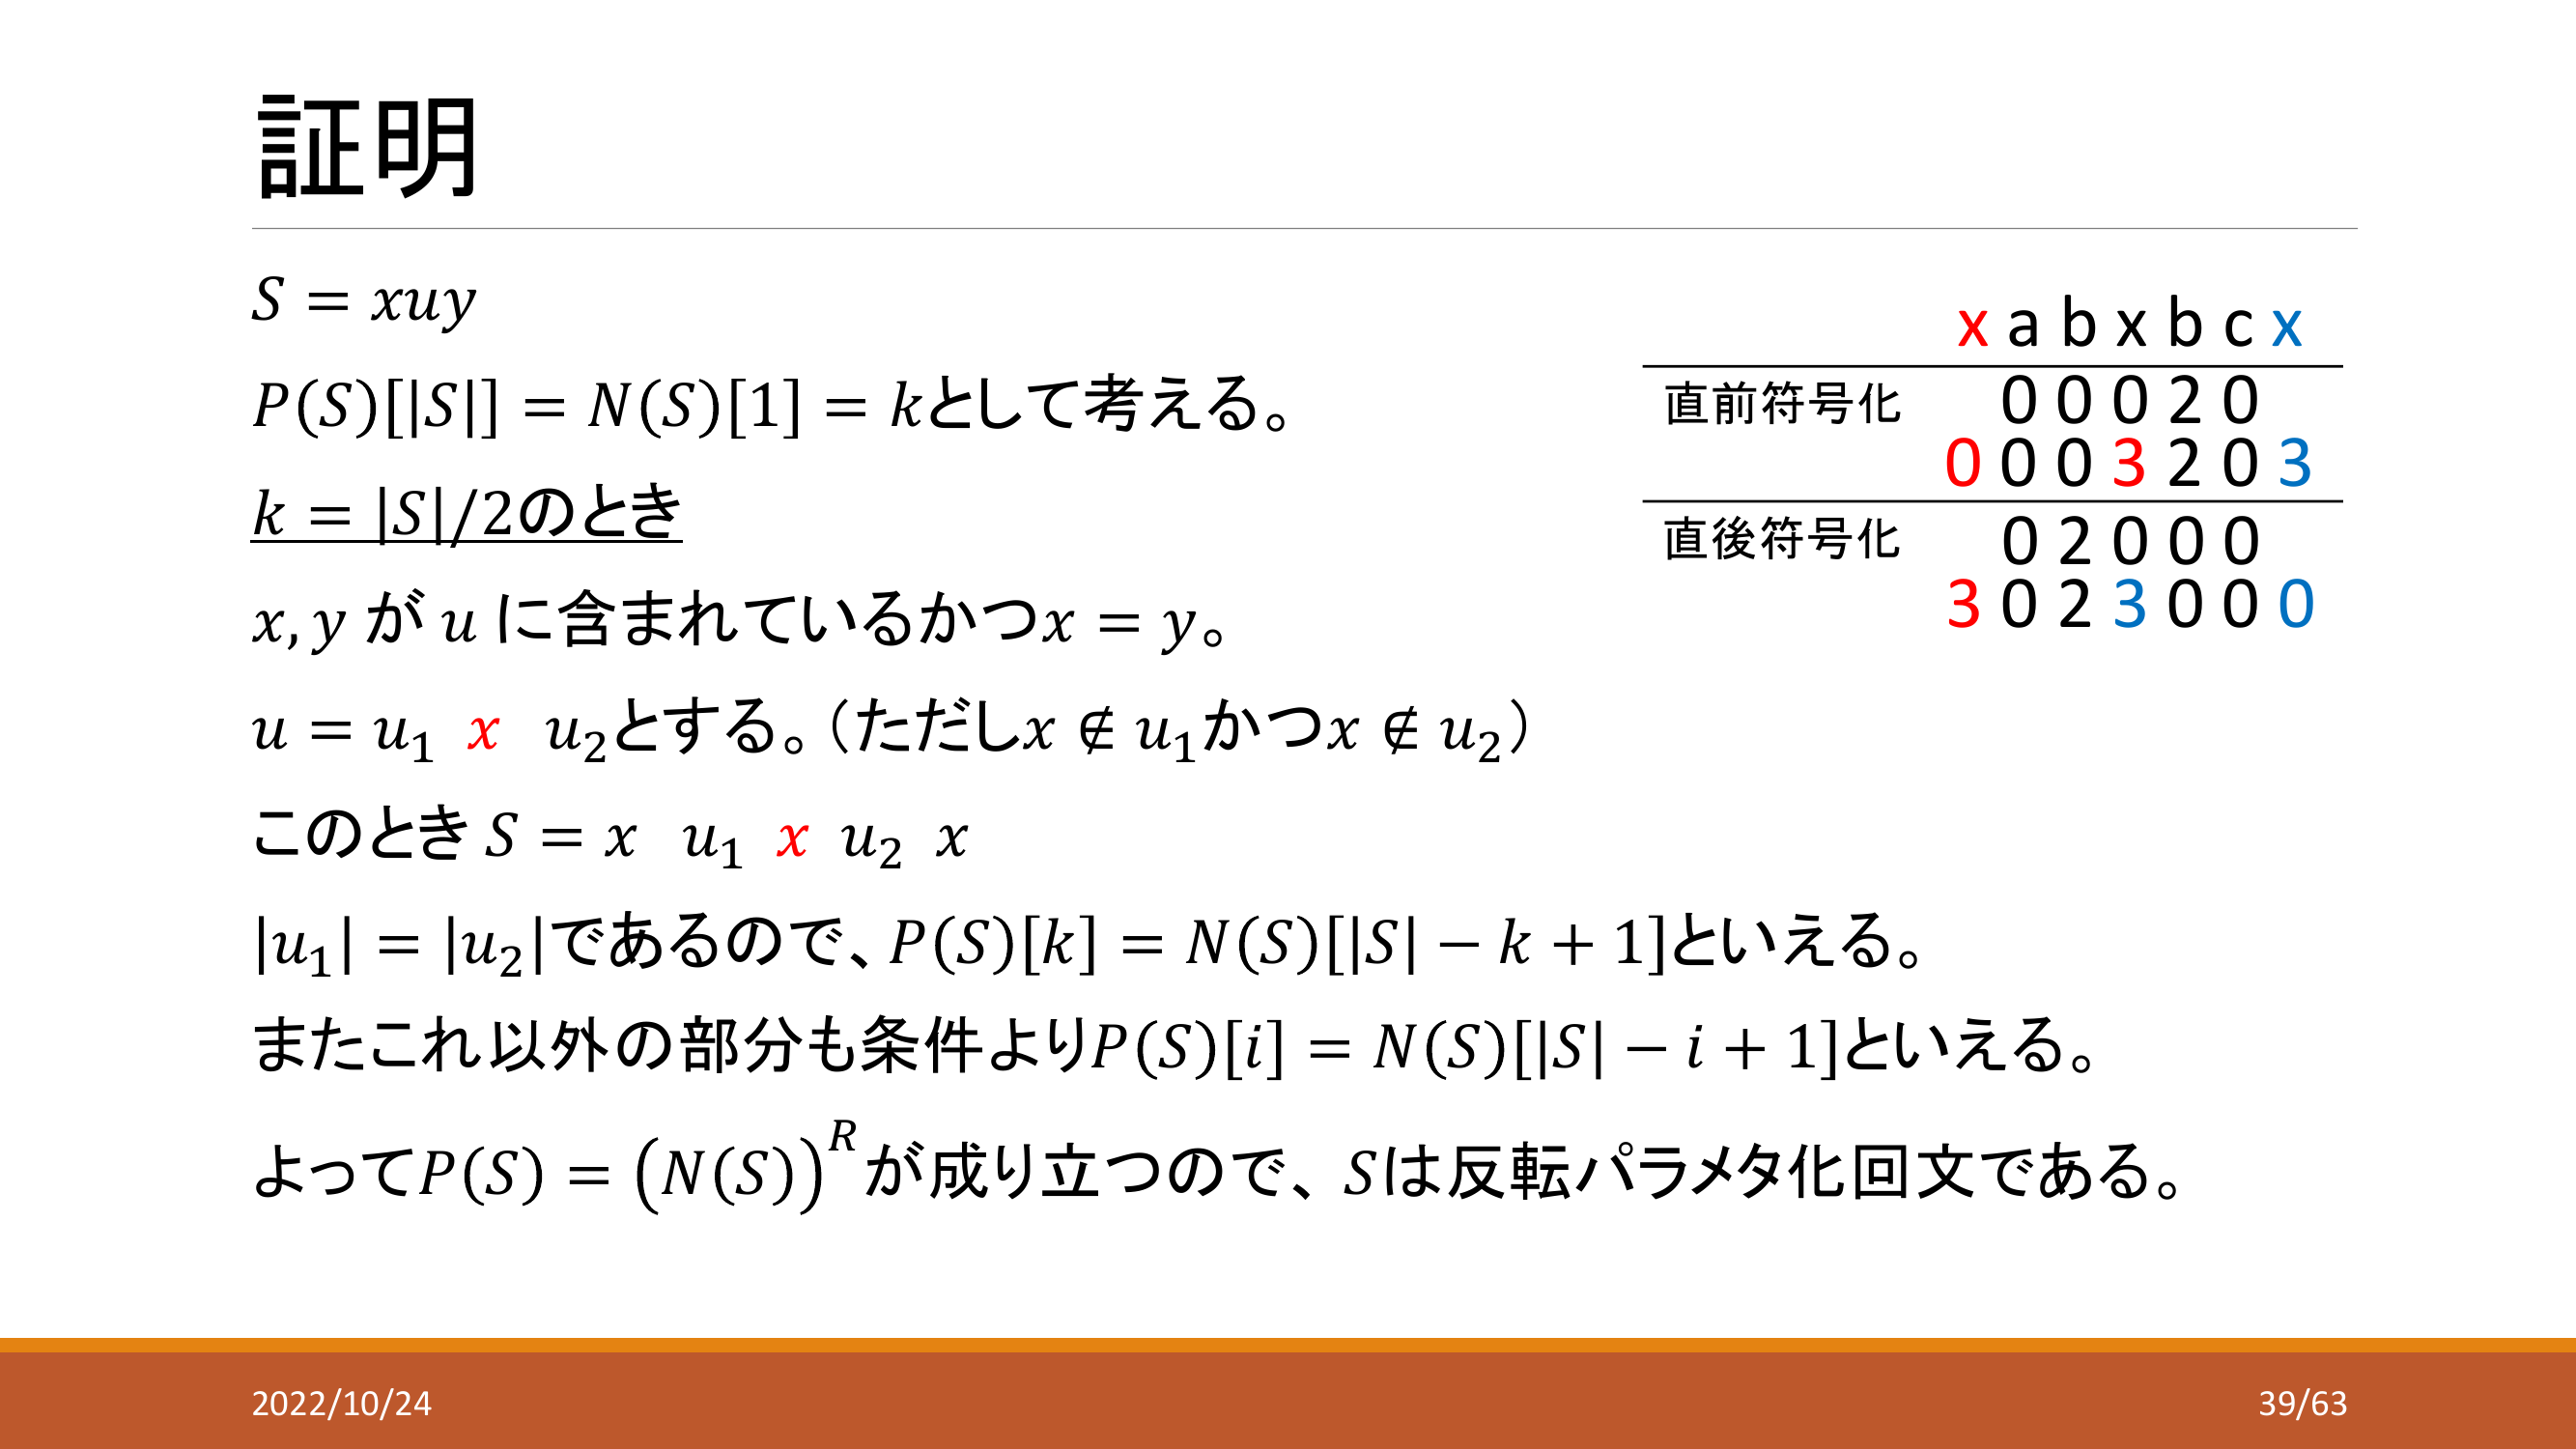 証明
S = xuy
P(S)[|S|] = N(S)[1] = kとして考える。
k = |S|/2のとき
x, y が u に含まれているかつx = y。
u = u₁ x u₂とする。（ただしx ∉ u₁かつx ∉ u₂）
このとき S = x u₁ x u₂ x
|u₁| = |u₂|であるので、P(S)[k] = N(S)[|S| − k + 1]といえる。
またこれ以外の部分も条件よりP(S)[i] = N(S)[|S| − i + 1]といえる。
よってP(S) = (N(S))ᴿが成り立つので、Sは反転パラメタ化回文である。
x a b x b c x
直前符号化 0 0 0 2 0
0 0 0 3 2 0 3
直後符号化 0 2 0 0 0
3 0 2 3 0 0 0
2022/10/24
39/63